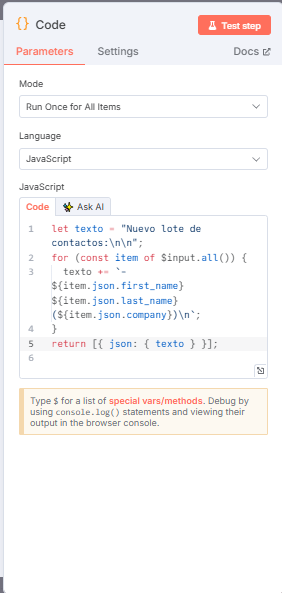 {} Code
Test step
Parameters
Settings
Docs
Mode
Run Once for All Items
Language
JavaScript
JavaScript
Code
Ask AI
1 let texto = "Nuevo lote de
contactos:\n\n";
2 for (const item of $input.all()) {
3 texto += `-
${item.json.first_name}
${item.json.last_name}
(${item.json.company})\n`;
4 }
5 return [{ json: { texto } }];
6
Type $ for a list of special vars/methods. Debug by
using console.log() statements and viewing their
output in the browser console.